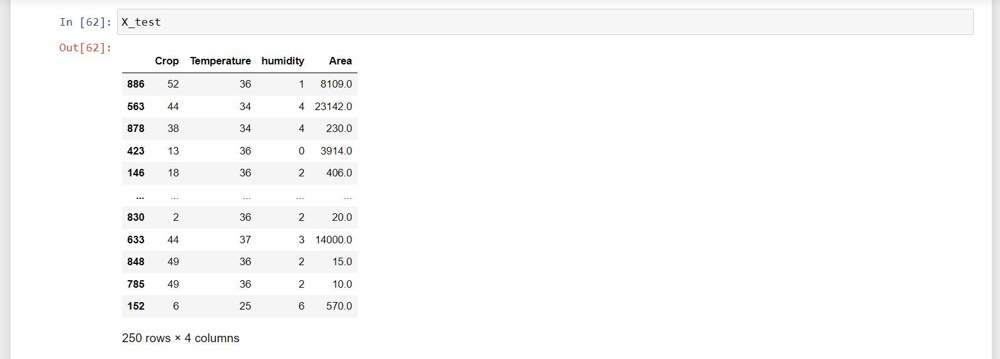 In [62]: X_test
Out[62]:
Crop Temperature humidity Area
886 52 36 1 8109.0
563 44 34 4 23142.0
878 38 34 4 230.0
423 13 36 0 3914.0
146 18 36 2 406.0
... ... ... ... ...
830 2 36 2 20.0
633 44 37 3 14000.0
848 49 36 2 15.0
785 49 36 2 10.0
152 6 25 6 570.0
250 rows × 4 columns